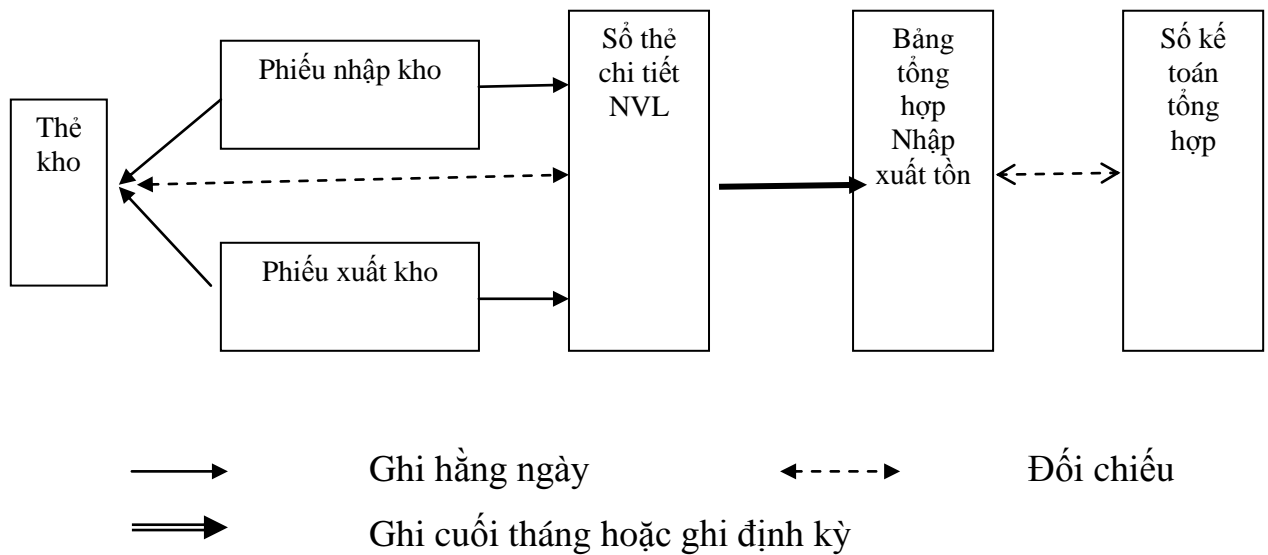 Thẻ
kho
Phiếu nhập kho
Phiếu xuất kho
Sổ thẻ
chi tiết
NVL
Bảng
tổng
hợp
Nhập
xuất tồn
Số kế
toán
tổng
hợp
Ghi hằng ngày
Đối chiếu
Ghi cuối tháng hoặc ghi định kỳ